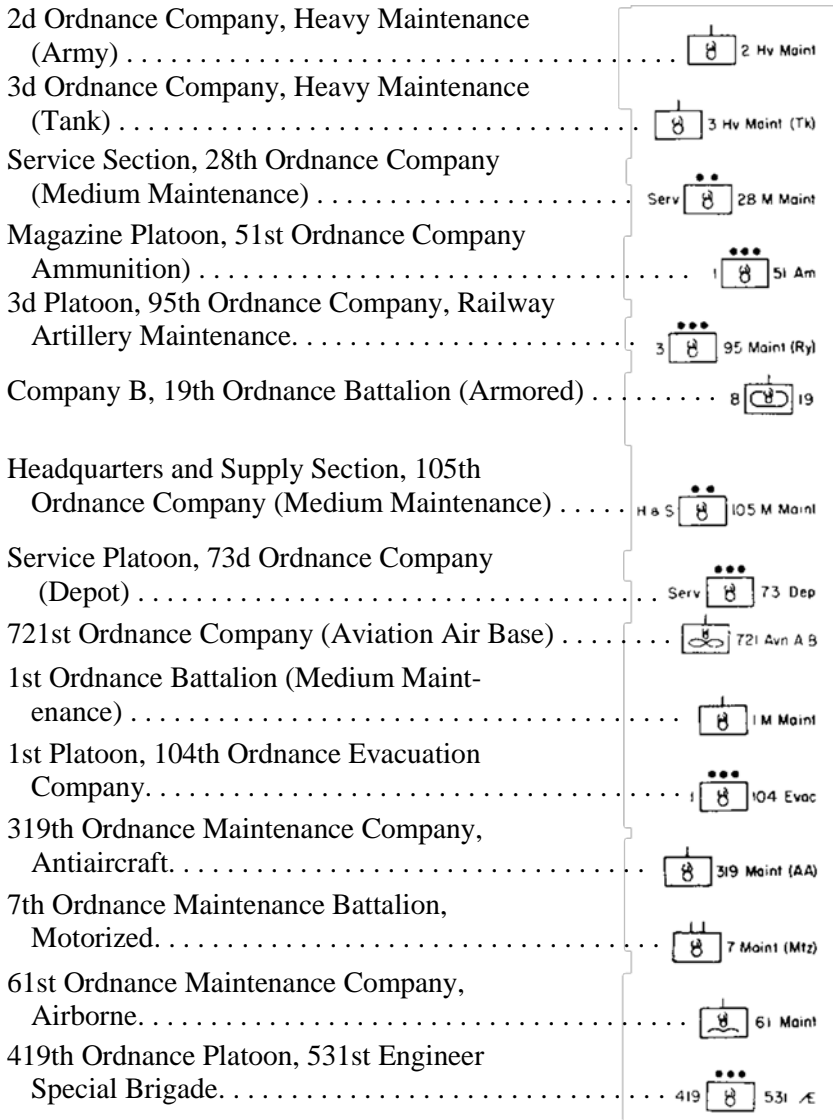 2d Ordnance Company, Heavy Maintenance
(Army) . . . . . . . . . . . . . . . . . . . . . . . . . . . . . . . . . . . . . . . 2 Hv Maint
3d Ordnance Company, Heavy Maintenance
(Tank) . . . . . . . . . . . . . . . . . . . . . . . . . . . . . . . . . . . . . 3 Hv Maint (Tk)
Service Section, 28th Ordnance Company
(Medium Maintenance) . . . . . . . . . . . . . . . . . . . . . . . Serv 28 M Maint
Magazine Platoon, 51st Ordnance Company
Ammunition) . . . . . . . . . . . . . . . . . . . . . . . . . . . . . . . . . . . 1 51 Am
3d Platoon, 95th Ordnance Company, Railway
Artillery Maintenance. . . . . . . . . . . . . . . . . . . . . . . . . 3 95 Maint (Ry)
Company B, 19th Ordnance Battalion (Armored) . . . . . . . . . 8 19
Headquarters and Supply Section, 105th
Ordnance Company (Medium Maintenance) . . . . . H & S 105 M Maint
Service Platoon, 73d Ordnance Company
(Depot) . . . . . . . . . . . . . . . . . . . . . . . . . . . . . . . . . . . . . Serv 73 Dep
721st Ordnance Company (Aviation Air Base) . . . . . . . . 721 Avn A B
1st Ordnance Battalion (Medium Maint-
enance) . . . . . . . . . . . . . . . . . . . . . . . . . . . . . . . . . . . . . . . 1 M Maint
1st Platoon, 104th Ordnance Evacuation
Company. . . . . . . . . . . . . . . . . . . . . . . . . . . . . . . . . . . . . . 1 104 Evac
319th Ordnance Maintenance Company,
Antiaircraft. . . . . . . . . . . . . . . . . . . . . . . . . . . . . . . . . . . 319 Maint (AA)
7th Ordnance Maintenance Battalion,
Motorized. . . . . . . . . . . . . . . . . . . . . . . . . . . . . . . . . . . . . 7 Maint (Mtz)
61st Ordnance Maintenance Company,
Airborne. . . . . . . . . . . . . . . . . . . . . . . . . . . . . . . . . . . . . . . . 61 Maint
419th Ordnance Platoon, 531st Engineer
Special Brigade. . . . . . . . . . . . . . . . . . . . . . . . . . . . . . . . 419 531 Æ